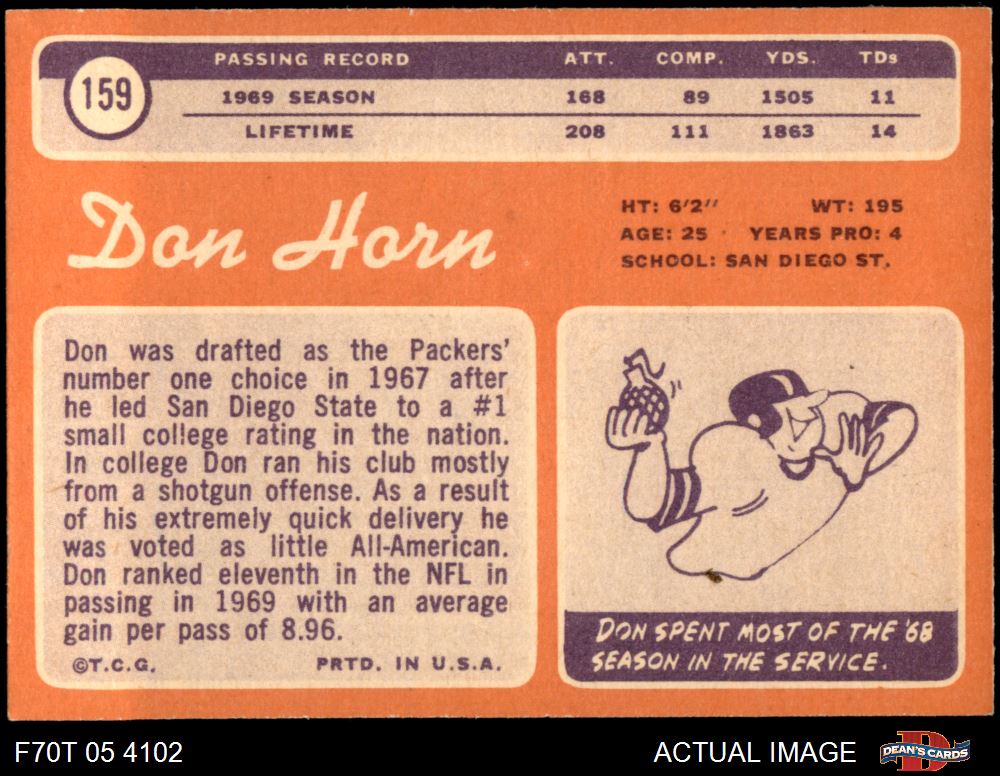 159
PASSING RECORD ATT. COMP. YDS. TDs
1969 SEASON 168 89 1505 11
LIFETIME 208 111 1863 14
Don Horn
HT: 6'2" WT: 195
AGE: 25 YEARS PRO: 4
SCHOOL: SAN DIEGO ST.
Don was drafted as the Packers'
number one choice in 1967 after
he led San Diego State to a #1
small college rating in the nation.
In college Don ran his club mostly
from a shotgun offense. As a result
of his extremely quick delivery he
was voted as little All-American.
Don ranked eleventh in the NFL in
passing in 1969 with an average
gain per pass of 8.96.
©T.C.G. PRTD. IN U.S.A.
DON SPENT MOST OF THE '68
SEASON IN THE SERVICE.
F70T 05 4102 ACTUAL IMAGE D DEAN'S CARDS